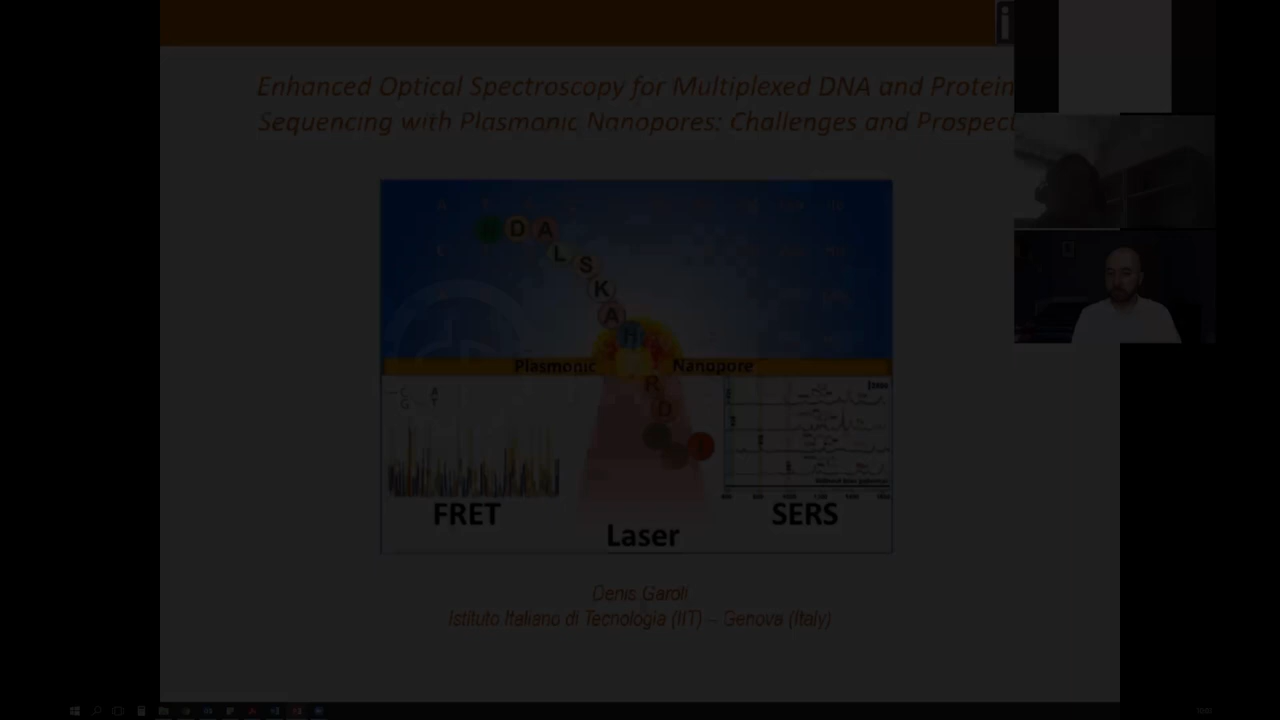 i
Enhanced Optical Spectroscopy for Multiplexed DNA and Protein
Sequencing with Plasmonic Nanopores: Challenges and Prospect
D A
L
S
K
A
H
Plasmonic Nanopore
R
D
C A
G T
FRET
SERS
Laser
Denis Garoli
Istituto Italiano di Tecnologia (IIT) – Genova (Italy)